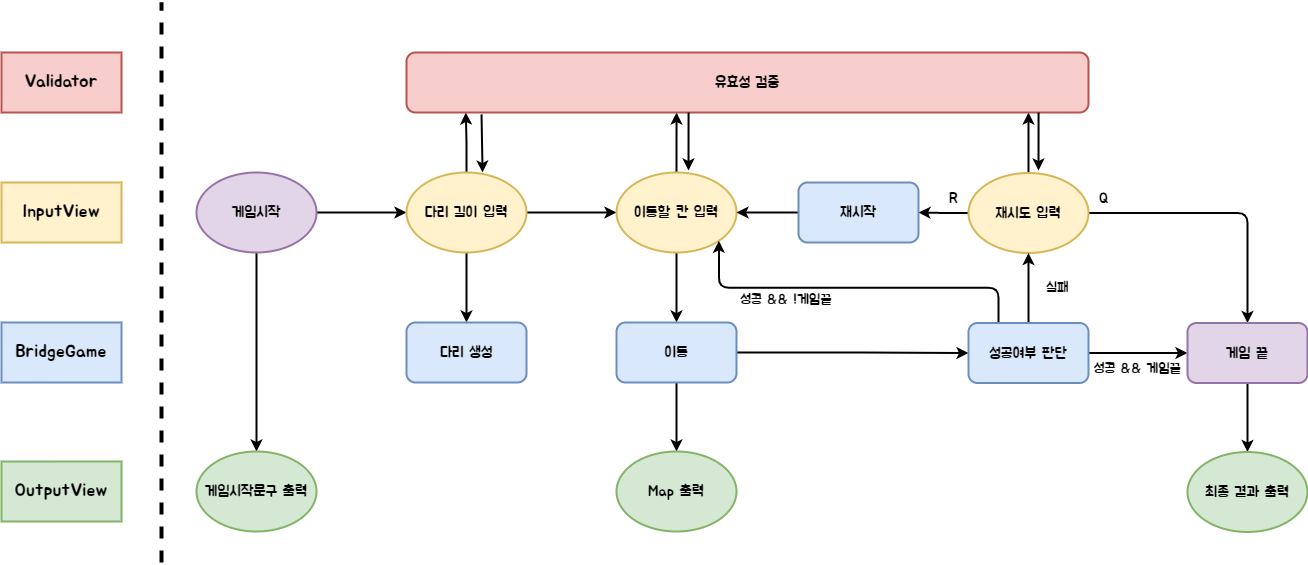 Validator
유효성 검증
InputView
게임시작
다리 길이 입력
이동할 칸 입력
재시작
R
재시도 입력
Q
성공 && !게임끝
실패
BridgeGame
다리 생성
이동
성공여부 판단
성공 && 게임끝
게임 끝
OutputView
게임시작문구 출력
Map 출력
최종 결과 출력